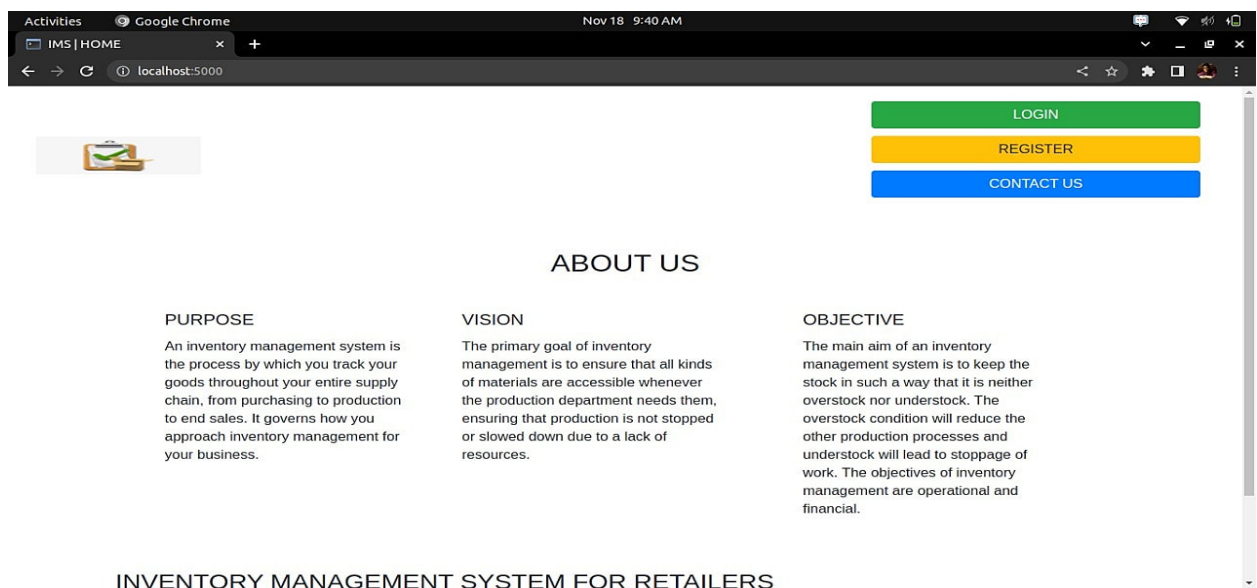 Activities Google Chrome Nov 18 9:40 AM
IMS | HOME
localhost:5000
LOGIN
REGISTER
CONTACT US
ABOUT US
PURPOSE
An inventory management system is
the process by which you track your
goods throughout your entire supply
chain, from purchasing to production
to end sales. It governs how you
approach inventory management for
your business.
VISION
The primary goal of inventory
management is to ensure that all kinds
of materials are accessible whenever
the production department needs them,
ensuring that production is not stopped
or slowed down due to a lack of
resources.
OBJECTIVE
The main aim of an inventory
management system is to keep the
stock in such a way that it is neither
overstock nor understock. The
overstock condition will reduce the
other production processes and
understock will lead to stoppage of
work. The objectives of inventory
management are operational and
financial.
INVENTORY MANAGEMENT SYSTEM FOR RETAILERS